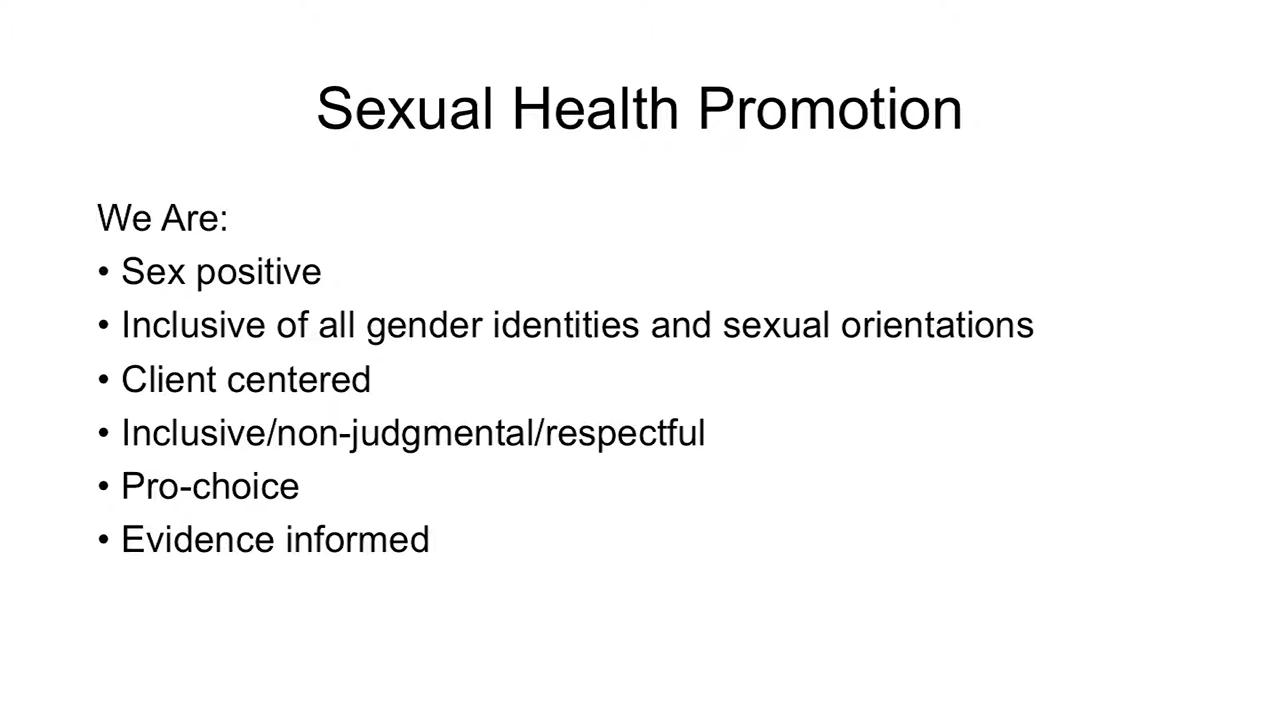 Sexual Health Promotion
We Are:
• Sex positive
• Inclusive of all gender identities and sexual orientations
• Client centered
• Inclusive/non-judgmental/respectful
• Pro-choice
• Evidence informed